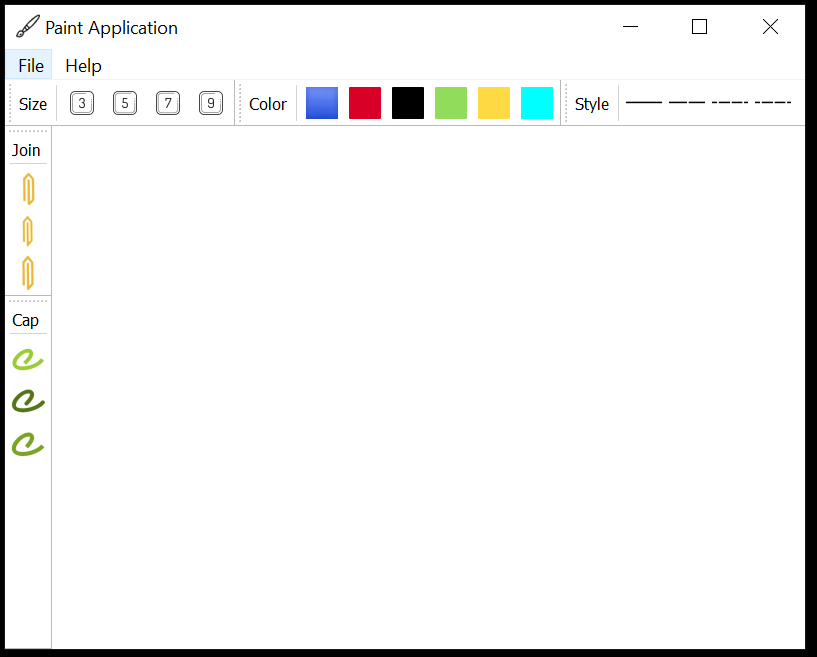 Paint Application
File Help
Size 3 5 7 9 Color Style
Join
Cap